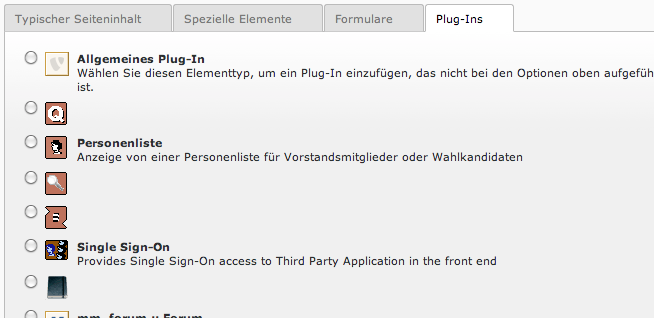 Typischer Seiteninhalt
Spezielle Elemente
Formulare
Plug-Ins
Allgemeines Plug-In
Wählen Sie diesen Elementtyp, um ein Plug-In einzufügen, das nicht bei den Optionen oben aufgefüh
ist.
Personenliste
Anzeige von einer Personenliste für Vorstandsmitglieder oder Wahlkandidaten
Single Sign-On
Provides Single Sign-On access to Third Party Application in the front end
mm_forum
Forum